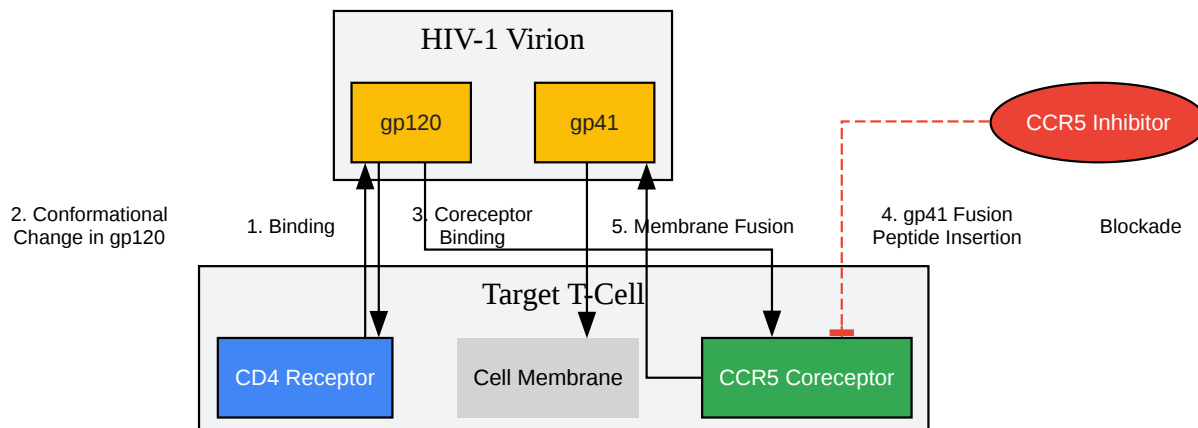 HIV-1 Virion
gp120
gp41
CCR5 Inhibitor
2. Conformational
Change in gp120
1. Binding
3. Coreceptor
Binding
5. Membrane Fusion
4. gp41 Fusion
Peptide Insertion
Blockade
Target T-Cell
CD4 Receptor
Cell Membrane
CCR5 Coreceptor